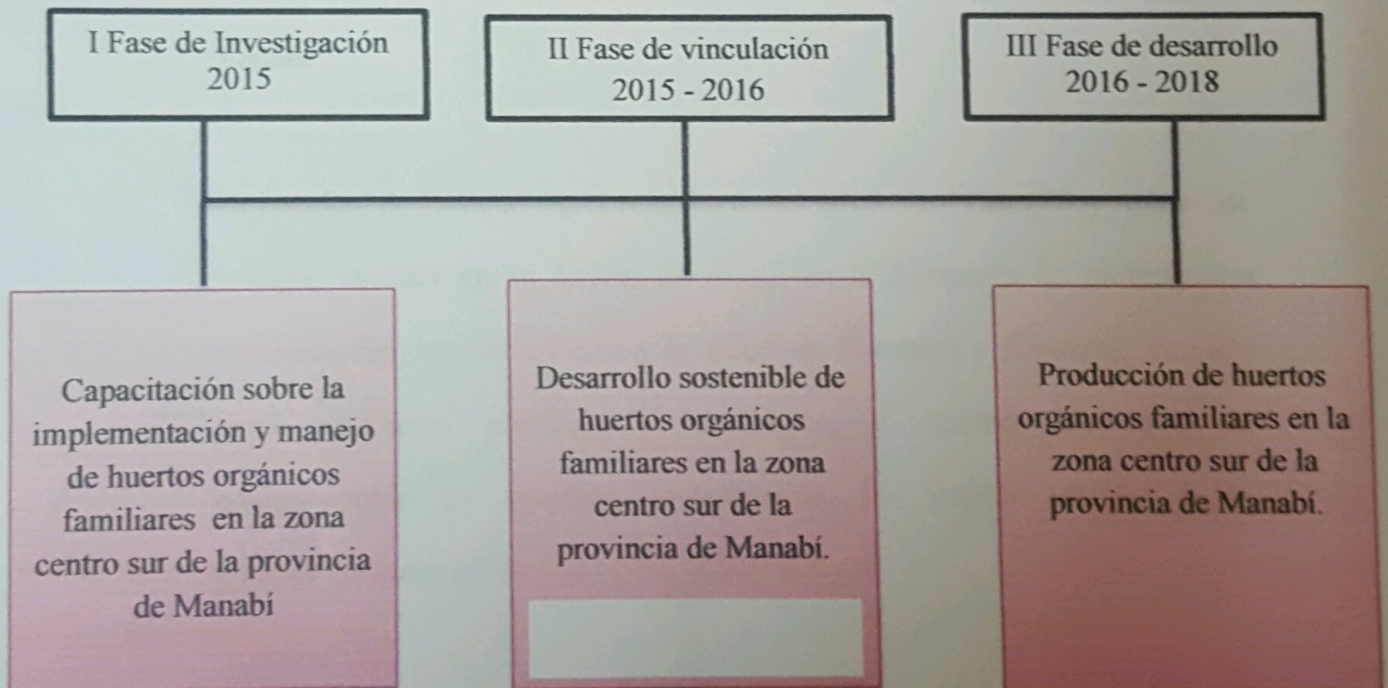 I Fase de Investigación
2015
II Fase de vinculación
2015 - 2016
III Fase de desarrollo
2016 - 2018
Capacitación sobre la
implementación y manejo
de huertos orgánicos
familiares en la zona
centro sur de la provincia
de Manabí
Desarrollo sostenible de
huertos orgánicos
familiares en la zona
centro sur de la
provincia de Manabí.
Producción de huertos
orgánicos familiares en la
zona centro sur de la
provincia de Manabí.